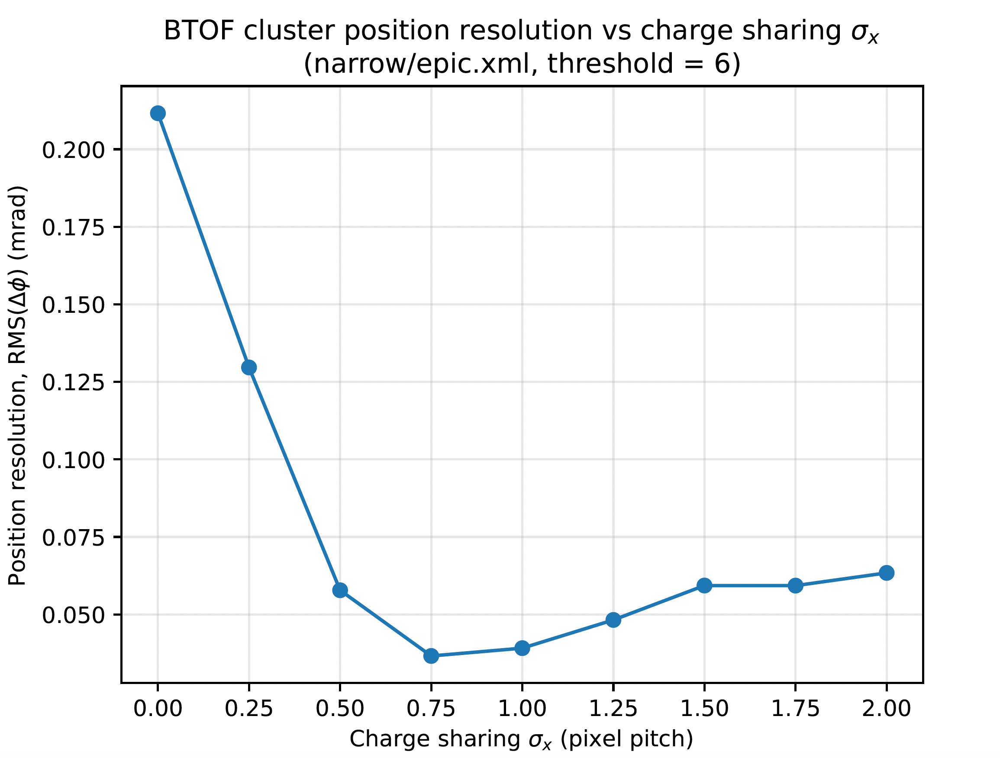 BTOF cluster position resolution vs charge sharing σₓ
(narrow/epic.xml, threshold = 6)
Position resolution, RMS(Δϕ) (mrad)
0.200
0.175
0.150
0.125
0.100
0.075
0.050
0.00 0.25 0.50 0.75 1.00 1.25 1.50 1.75 2.00
Charge sharing σₓ (pixel pitch)